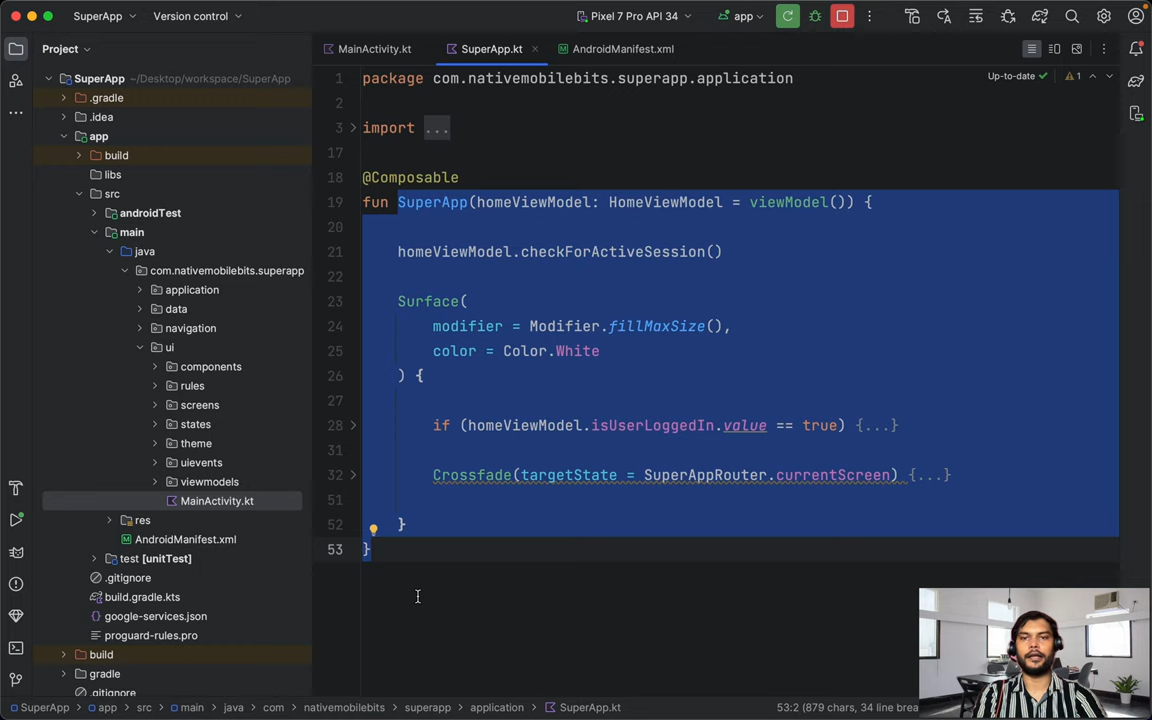 SuperApp
Version control
Pixel 7 Pro API 34
app
Project
MainActivity.kt
SuperApp.kt
AndroidManifest.xml
SuperApp ~/Desktop/workspace/SuperApp
.gradle
.idea
app
build
libs
src
androidTest
main
java
com.nativemobilebits.superapp
application
data
navigation
ui
components
rules
screens
states
theme
uievents
viewmodels
MainActivity.kt
res
AndroidManifest.xml
test [unitTest]
.gitignore
build.gradle.kts
google-services.json
proguard-rules.pro
build
gradle
.gitignore
Up-to-date
1
1 package com.nativemobilebits.superapp.application
2
3 import ...
17
18 @Composable
19 fun SuperApp(homeViewModel: HomeViewModel = viewModel()) {
20
21 homeViewModel.checkForActiveSession()
22
23 Surface(
24 modifier = Modifier.fillMaxSize(),
25 color = Color.White
26 ) {
27
28 if (homeViewModel.isUserLoggedIn.value == true) {...}
31
32 Crossfade(targetState = SuperAppRouter.currentScreen) {...}
51
52 }
53 }
SuperApp
app
src
main
java
com
nativemobilebits
superapp
application
SuperApp.kt
53:2 (879 chars, 34 line brea